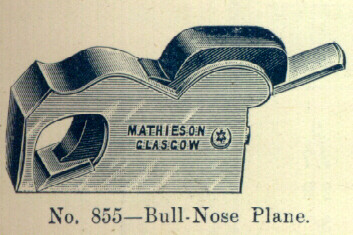 MATHIESON
GLASGOW
No. 855—Bull-Nose Plane.